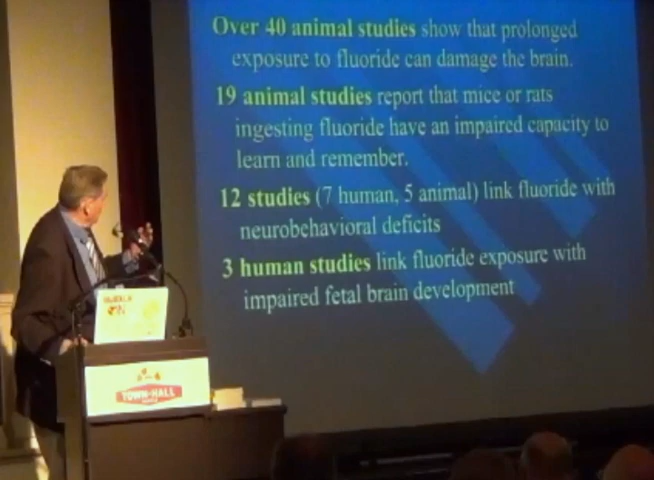 Over 40 animal studies show that prolonged
exposure to fluoride can damage the brain.
19 animal studies report that mice or rats
ingesting fluoride have an impaired capacity to
learn and remember.
12 studies (7 human, 5 animal) link fluoride with
neurobehavioral deficits
3 human studies link fluoride exposure with
impaired fetal brain development
TOWN-HALL